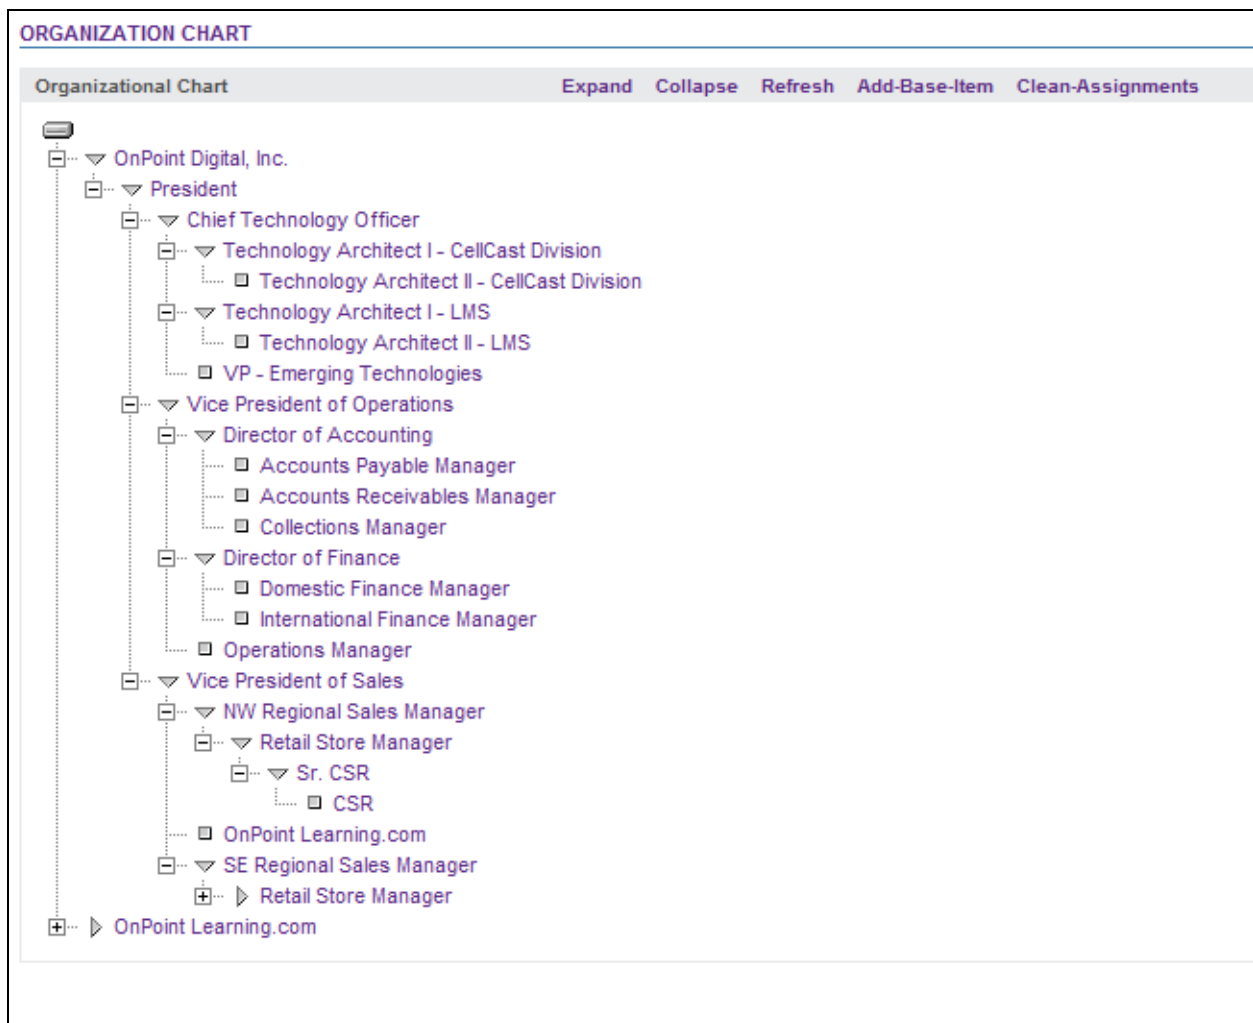 ORGANIZATION CHART
Organizational Chart Expand Collapse Refresh Add-Base-Item Clean-Assignments
OnPoint Digital, Inc.
President
Chief Technology Officer
Technology Architect I - CellCast Division
Technology Architect II - CellCast Division
Technology Architect I - LMS
Technology Architect II - LMS
VP - Emerging Technologies
Vice President of Operations
Director of Accounting
Accounts Payable Manager
Accounts Receivables Manager
Collections Manager
Director of Finance
Domestic Finance Manager
International Finance Manager
Operations Manager
Vice President of Sales
NW Regional Sales Manager
Retail Store Manager
Sr. CSR
CSR
OnPoint Learning.com
SE Regional Sales Manager
Retail Store Manager
OnPoint Learning.com